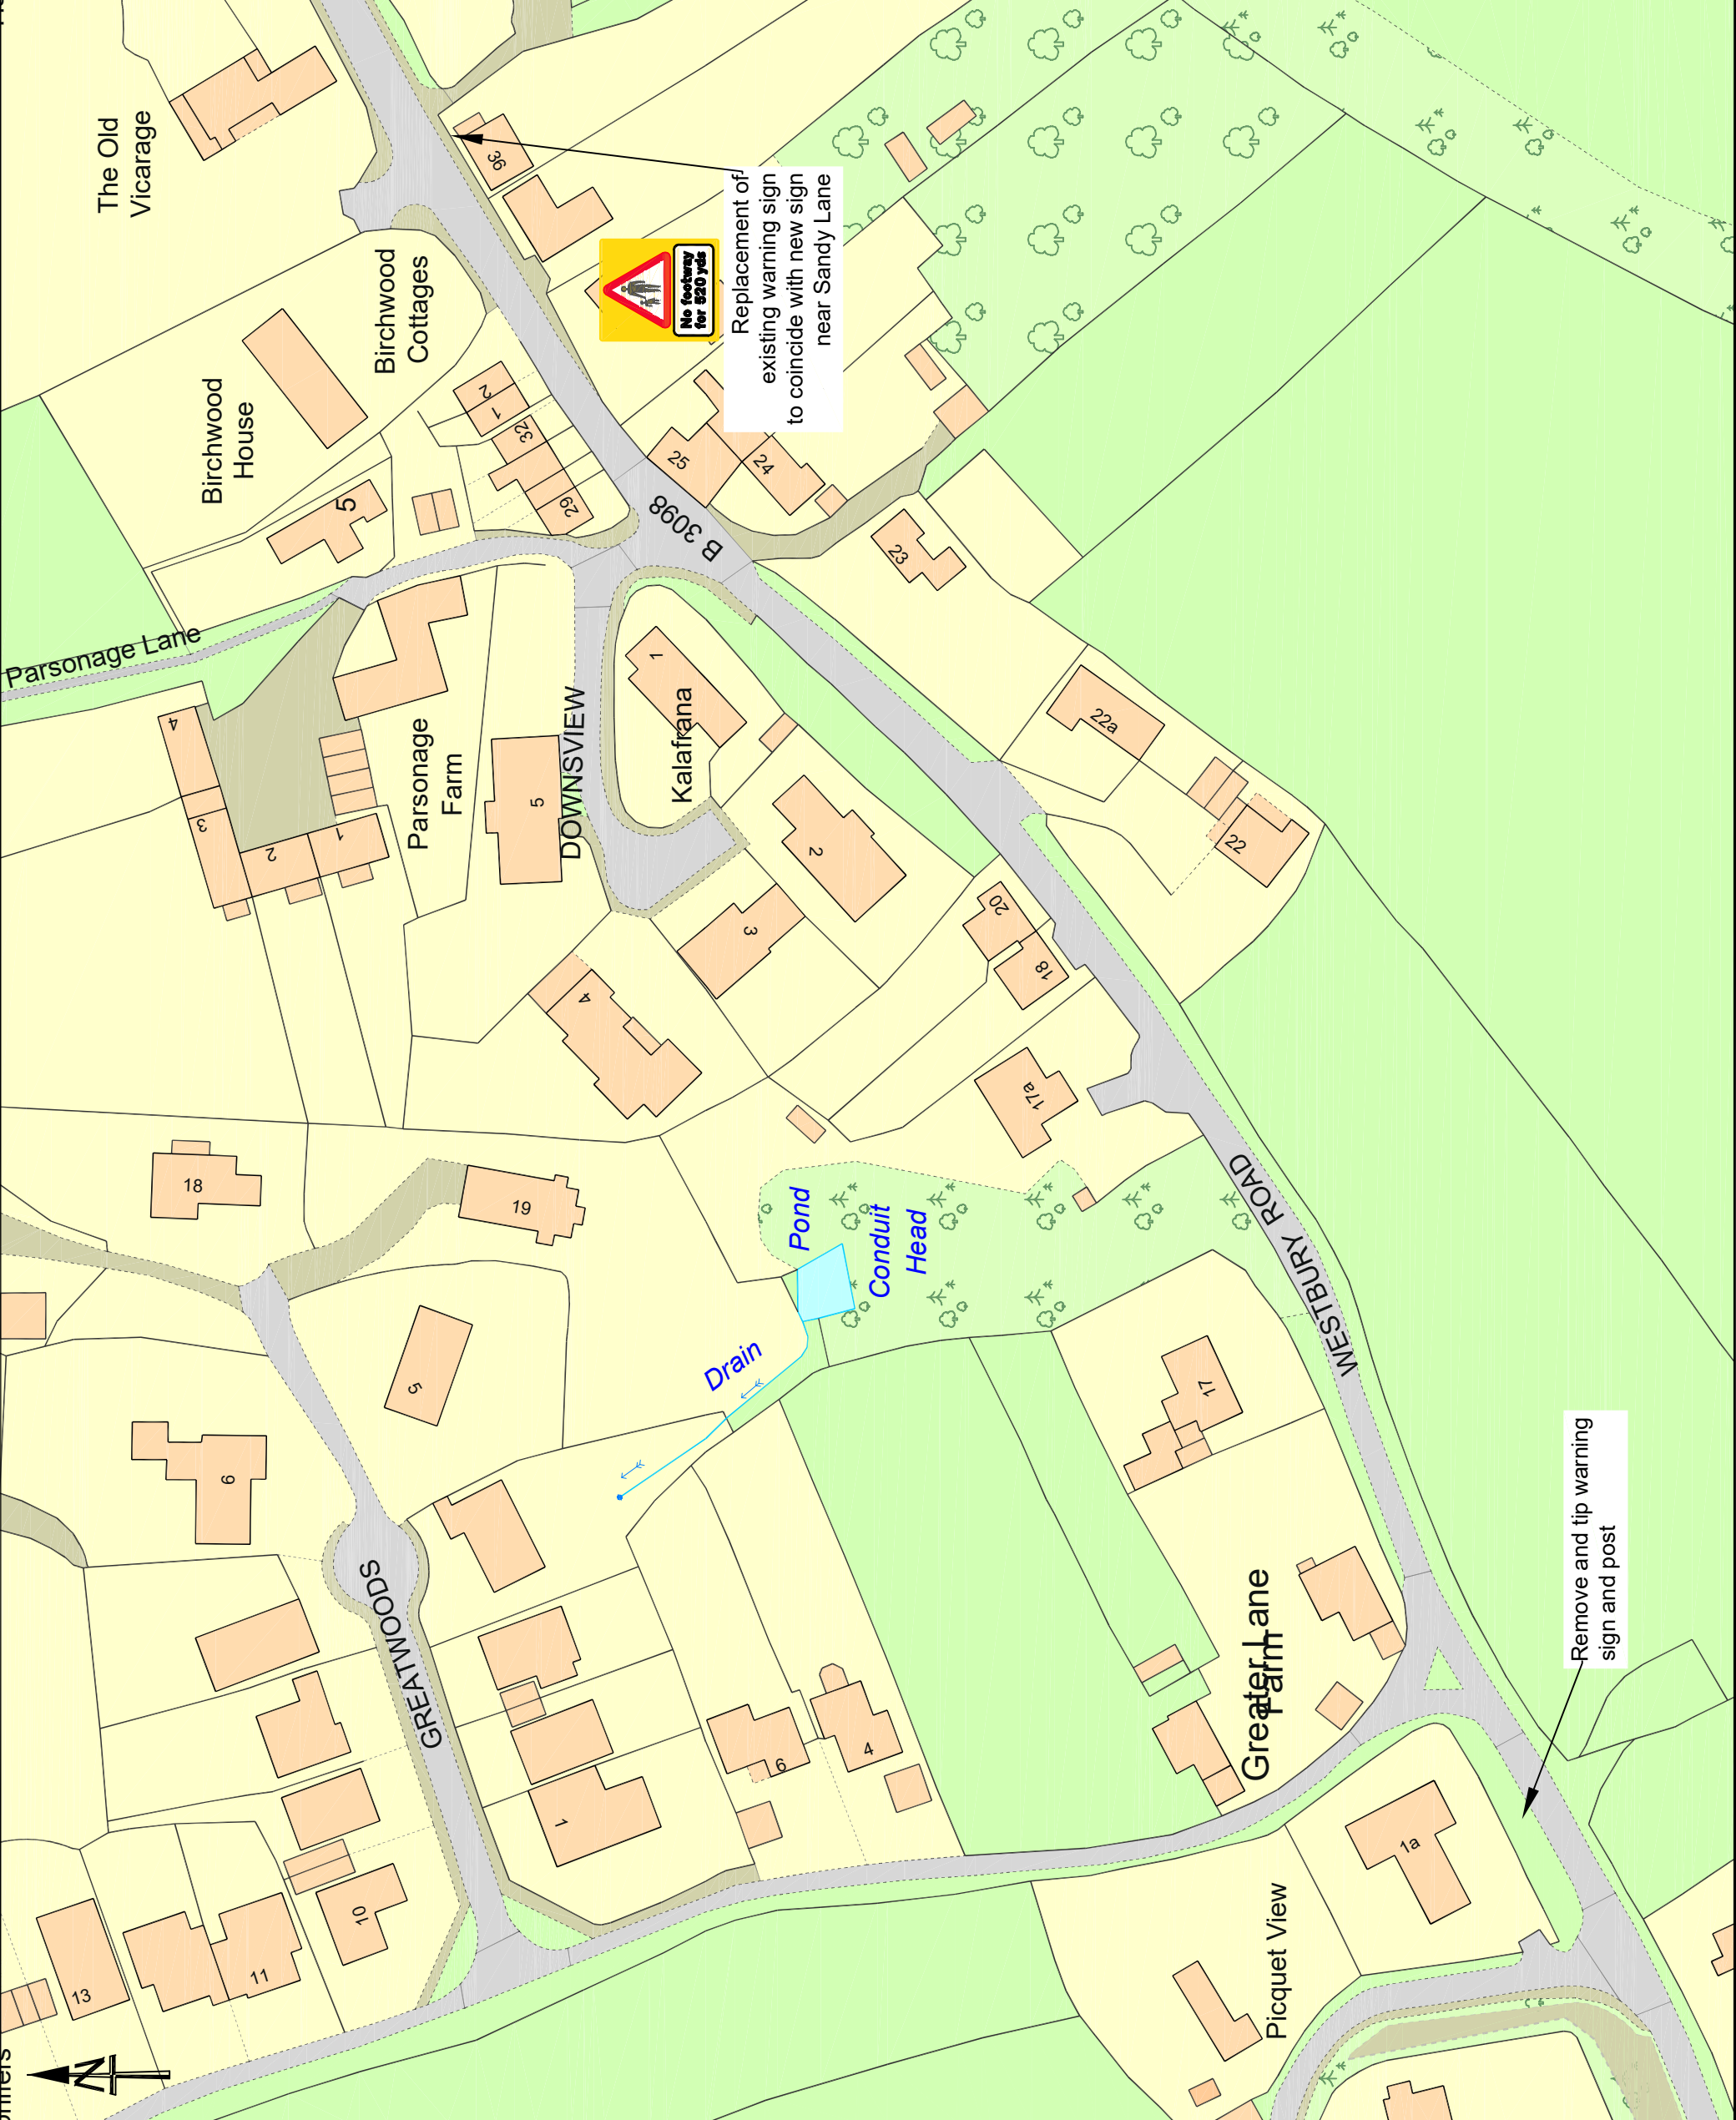 The Old
Vicarage
36
Replacement of
existing warning sign
to coincide with new sign
near Sandy Lane
No footway
for 520 yds
Birchwood
Cottages
Birchwood
House
2
1
32
29
5
25
24
B 3098
23
Parsonage Lane
4
3
2
1
Parsonage
Farm
5
DOWNSVIEW
1
Kalafrana
2
3
4
22a
22
20
18
17a
18
19
Pond
Conduit
Head
Drain
WESTBURY ROAD
5
6
17
GREATWOODS
Greater Lane
Farm
Remove and tip warning
sign and post
6
4
1
1a
10
11
13
Picquet View
N